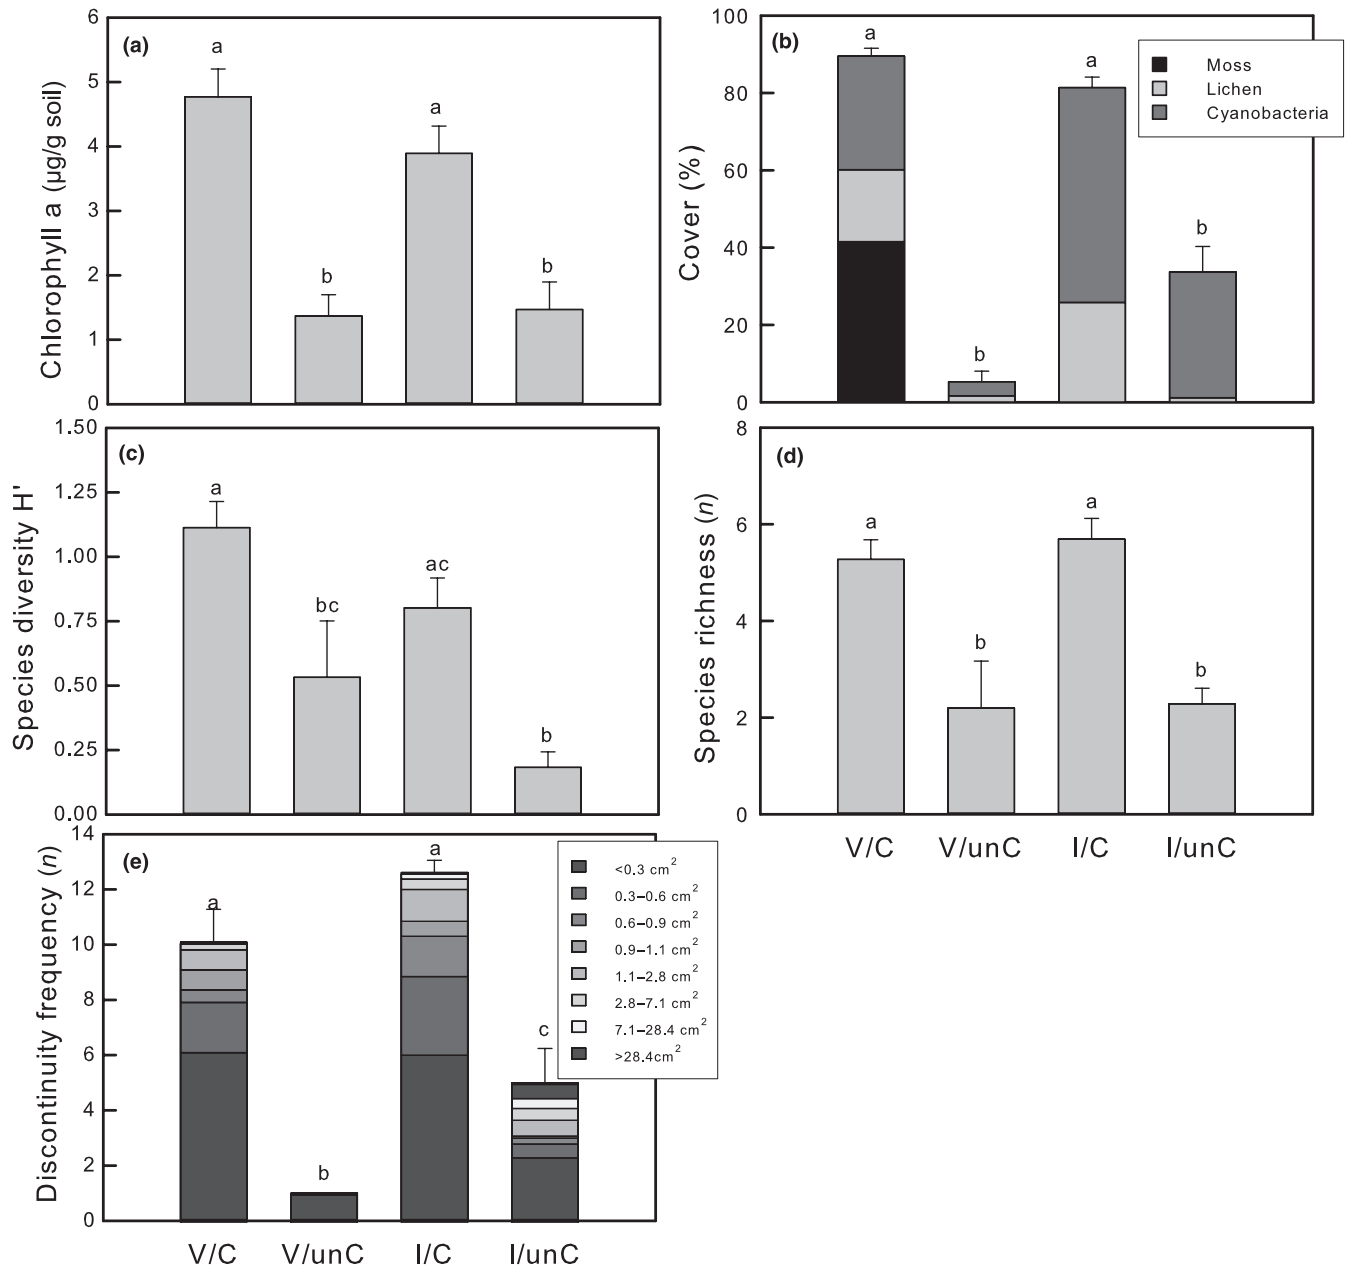 (a)
Chlorophyll a (µg/g soil)
6
5
4
3
2
1
0
a
b
a
b
(b)
Cover (%)
100
80
60
40
20
0
a
b
a
b
Moss
Lichen
Cyanobacteria
(c)
Species diversity H'
1.50
1.25
1.00
0.75
0.50
0.25
0.00
a
bc
ac
b
(d)
Species richness (n)
8
6
4
2
0
a
b
a
b
V/C V/unC I/C I/unC
(e)
Discontinuity frequency (n)
14
12
10
8
6
4
2
0
a
b
a
c
<0.3 cm²
0.3–0.6 cm²
0.6–0.9 cm²
0.9–1.1 cm²
1.1–2.8 cm²
2.8–7.1 cm²
7.1–28.4 cm²
>28.4cm²
V/C V/unC I/C I/unC